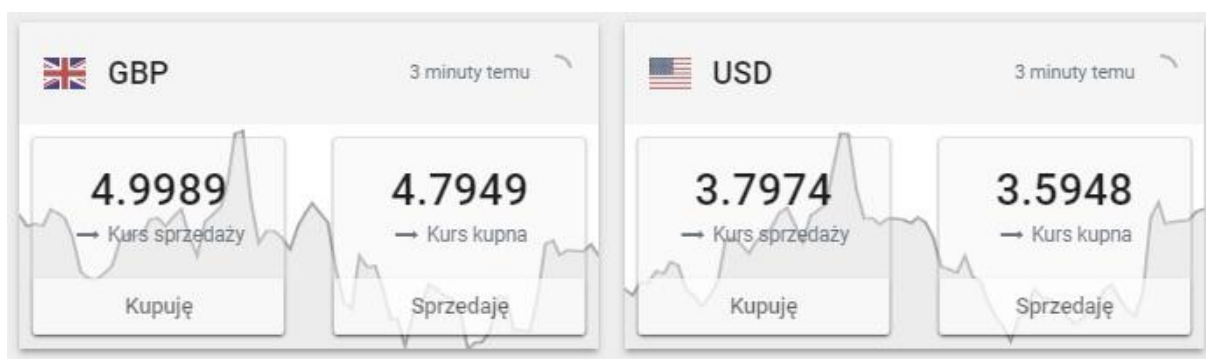 GBP
3 minuty temu
4.9989
Kurs sprzedaży
Kupuję
4.7949
Kurs kupna
Sprzedaję
USD
3 minuty temu
3.7974
Kurs sprzedaży
Kupuję
3.5948
Kurs kupna
Sprzedaję